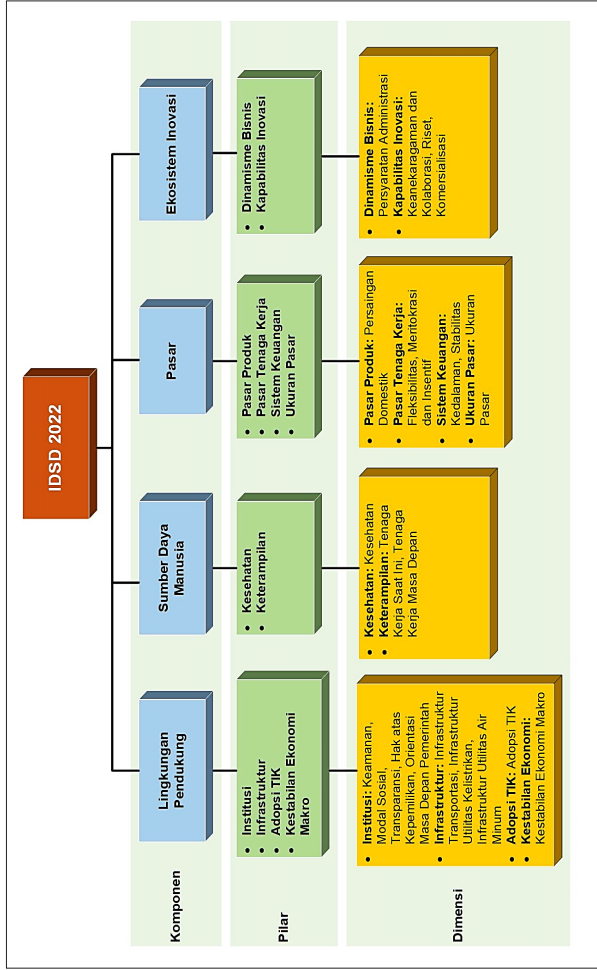 IDSD 2022
Komponen
Lingkungan
Pendukung
Sumber Daya
Manusia
Pasar
Ekosistem Inovasi
Pilar
• Institusi
• Infrastruktur
• Adopsi TIK
• Kestabilan Ekonomi
Makro
• Kesehatan
• Keterampilan
• Pasar Produk
• Pasar Tenaga Kerja
• Sistem Keuangan
• Ukuran Pasar
• Dinamisme Bisnis
• Kapabilitas Inovasi
Dimensi
• Institusi: Keamanan,
Modal Sosial,
Transparansi, Hak atas
Kepemilikan, Orientasi
Masa Depan Pemerintah
• Infrastruktur: Infrastruktur
Transportasi, Infrastruktur
Utilitas Kelistrikan,
Infrastruktur Utilitas Air
Minum
• Adopsi TIK: Adopsi TIK
• Kestabilan Ekonomi:
Kestabilan Ekonomi Makro
• Kesehatan: Kesehatan
• Keterampilan: Tenaga
Kerja Saat Ini, Tenaga
Kerja Masa Depan
• Pasar Produk: Persaingan
Domestik
• Pasar Tenaga Kerja:
Fleksibilitas, Meritokrasi
dan Insentif
• Sistem Keuangan:
Kedalaman, Stabilitas
• Ukuran Pasar: Ukuran
Pasar
• Dinamisme Bisnis:
Persyaratan Administrasi
• Kapabilitas Inovasi:
Keanekaragaman dan
Kolaborasi, Riset,
Komersialisasi